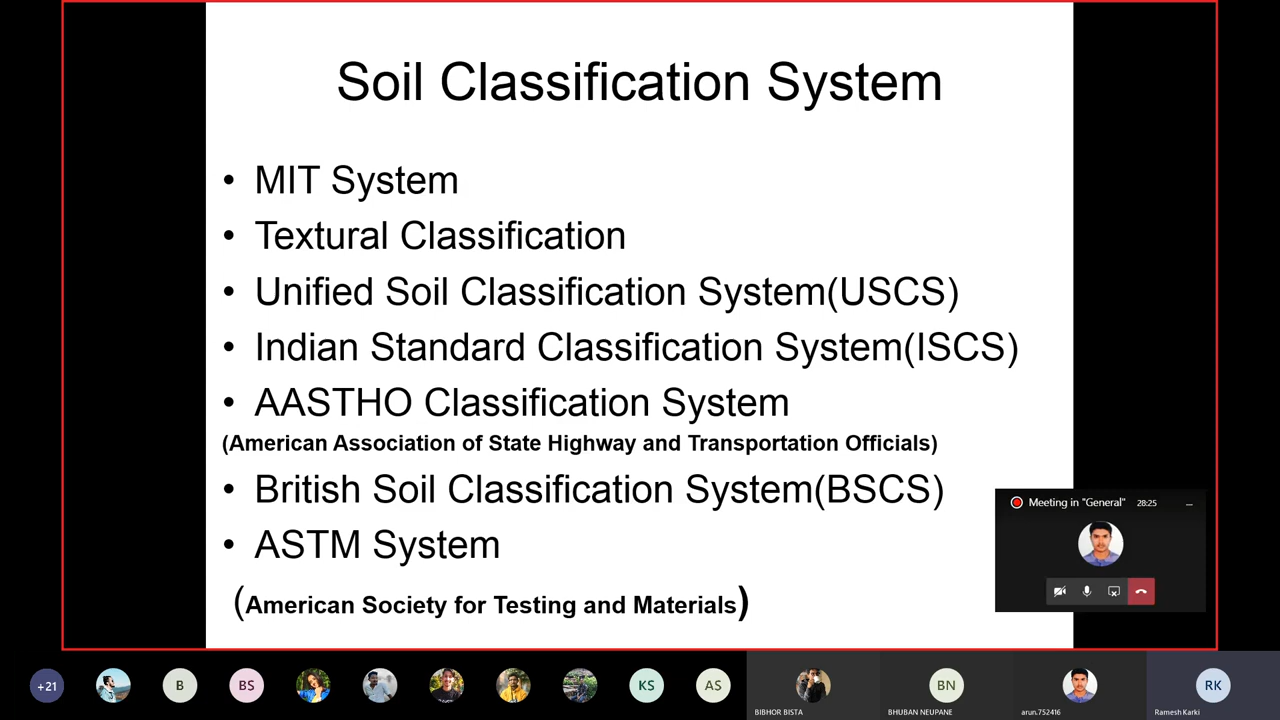 Soil Classification System
• MIT System
• Textural Classification
• Unified Soil Classification System(USCS)
• Indian Standard Classification System(ISCS)
• AASTHO Classification System
(American Association of State Highway and Transportation Officials)
• British Soil Classification System(BSCS)
• ASTM System
(American Society for Testing and Materials)
Meeting in "General" 28:25 ...
+21 B BS KS AS BN RK
BIBHOR BISTA BHUBAN NEUPANE arun.752416 Ramesh Karki